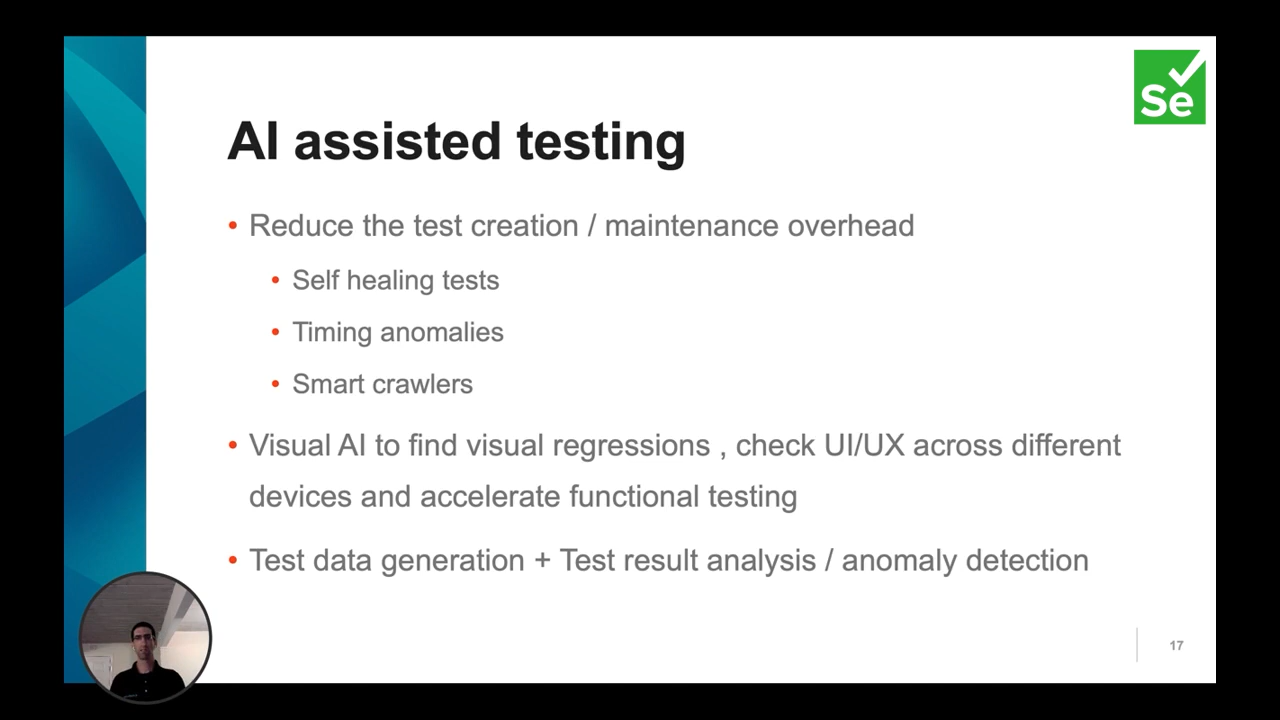 Se
AI assisted testing
• Reduce the test creation / maintenance overhead
• Self healing tests
• Timing anomalies
• Smart crawlers
• Visual AI to find visual regressions , check UI/UX across different
devices and accelerate functional testing
• Test data generation + Test result analysis / anomaly detection
17